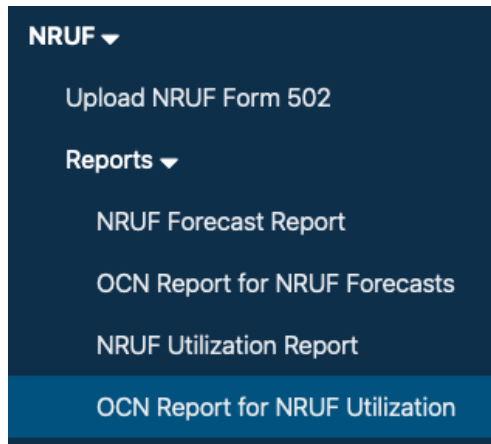 NRUF
Upload NRUF Form 502
Reports
NRUF Forecast Report
OCN Report for NRUF Forecasts
NRUF Utilization Report
OCN Report for NRUF Utilization